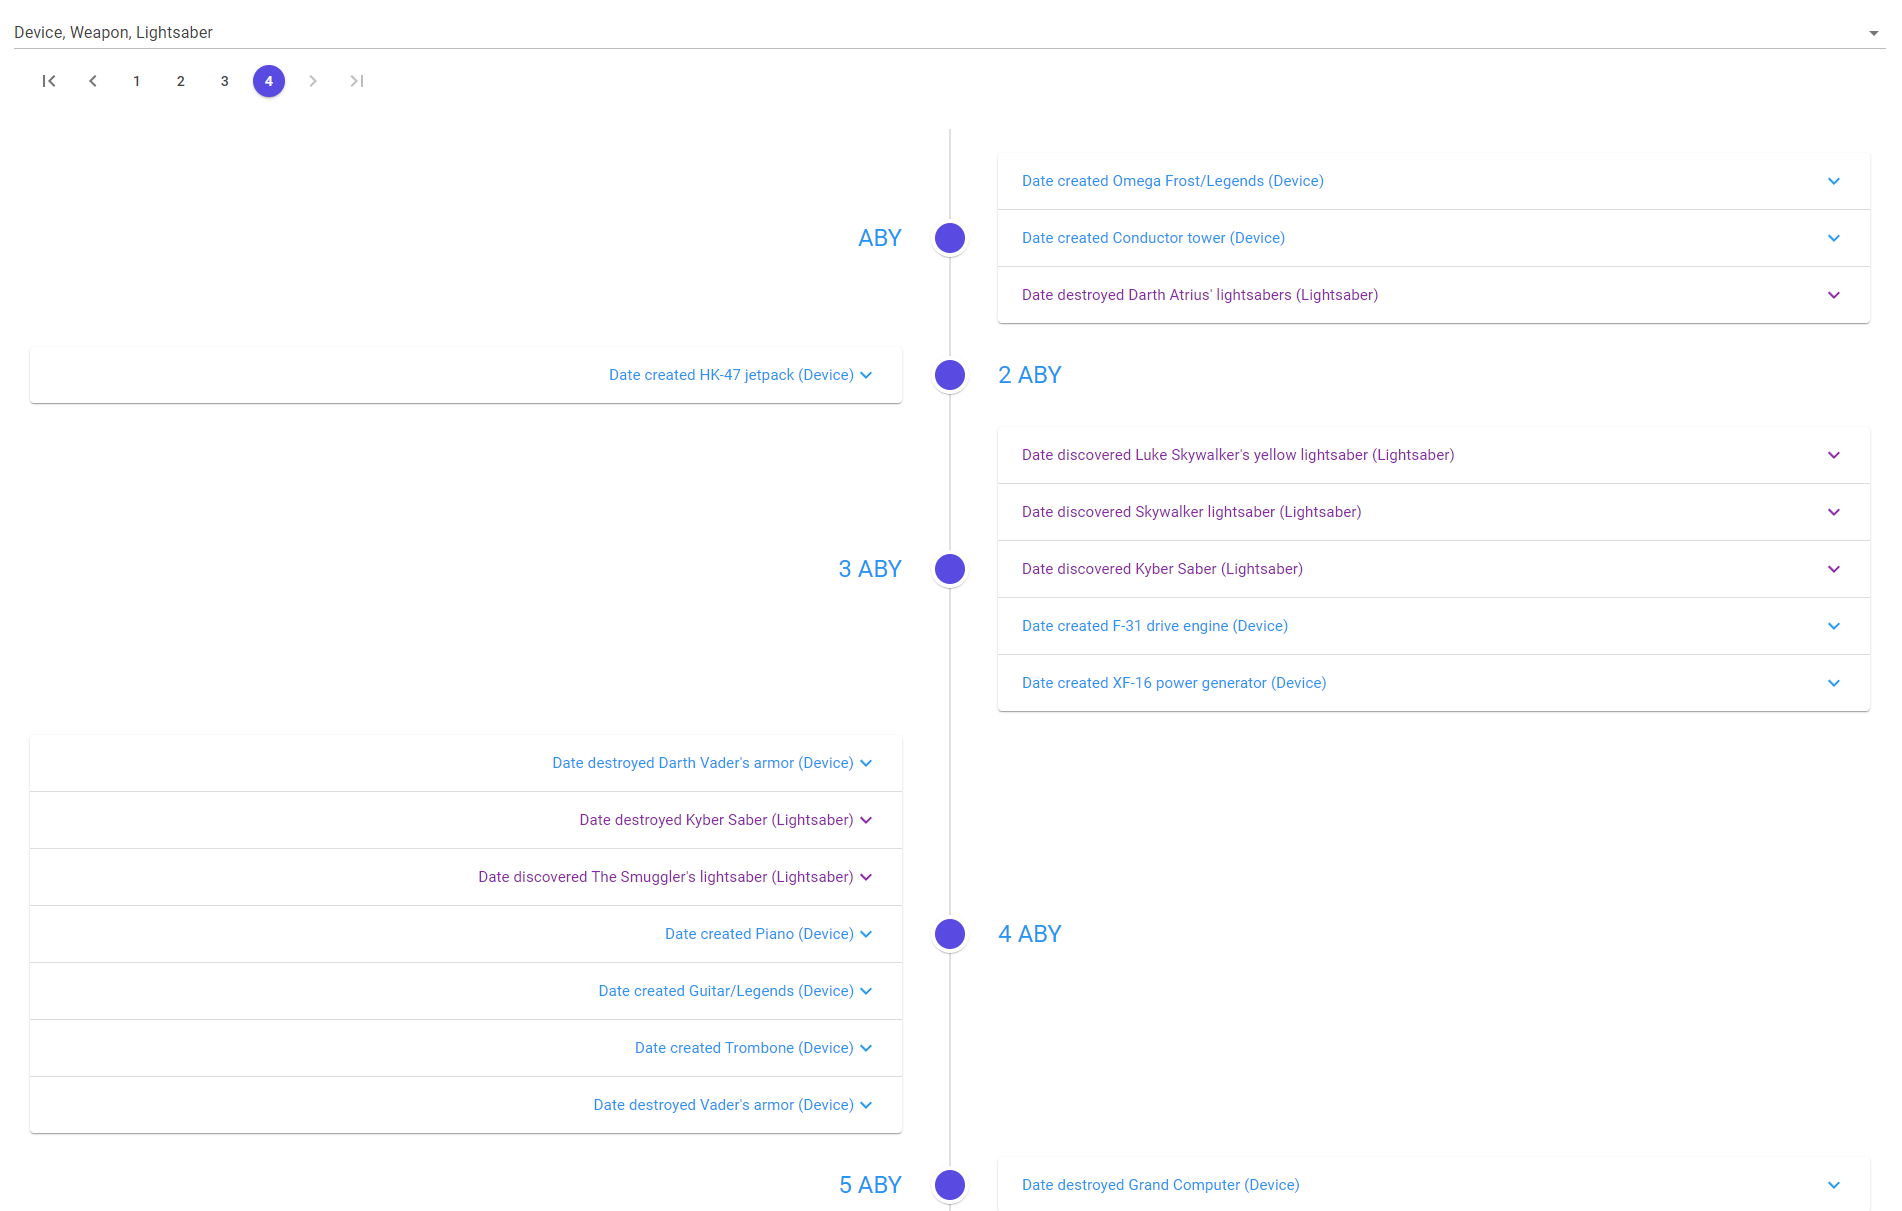 Device, Weapon, Lightsaber
1 2 3 4
Date created Omega Frost/Legends (Device)
ABY
Date created Conductor tower (Device)
Date destroyed Darth Atrius' lightsabers (Lightsaber)
Date created HK-47 jetpack (Device)
2 ABY
Date discovered Luke Skywalker's yellow lightsaber (Lightsaber)
Date discovered Skywalker lightsaber (Lightsaber)
3 ABY
Date discovered Kyber Saber (Lightsaber)
Date created F-31 drive engine (Device)
Date created XF-16 power generator (Device)
Date destroyed Darth Vader's armor (Device)
Date destroyed Kyber Saber (Lightsaber)
Date discovered The Smuggler's lightsaber (Lightsaber)
Date created Piano (Device)
4 ABY
Date created Guitar/Legends (Device)
Date created Trombone (Device)
Date destroyed Vader's armor (Device)
5 ABY
Date destroyed Grand Computer (Device)